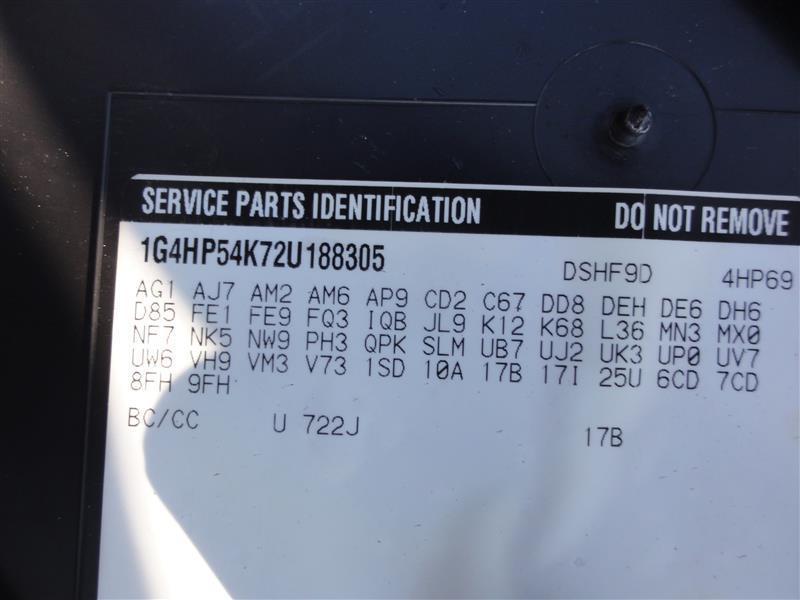 SERVICE PARTS IDENTIFICATION DO NOT REMOVE
1G4HP54K72U188305 DSHF9D 4HP69
AG1 AJ7 AM2 AM6 AP9 CD2 C67 DD8 DEH DE6 DH6
D85 FE1 FE9 FQ3 IQB JL9 K12 K68 L36 MN3 MX0
NF7 NK5 NW9 PH3 QPK SLM UB7 UJ2 UK3 UP0 UV7
UW6 VH9 VM3 V73 1SD 10A 17B 17I 25U 6CD 7CD
8FH 9FH
BC/CC U 722J 17B